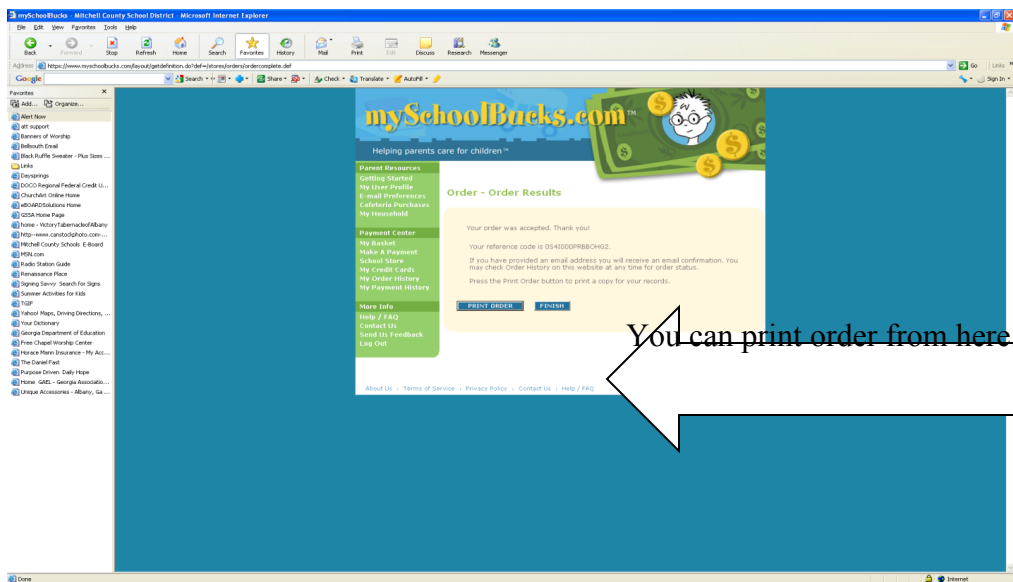 mySchoolBucks - Mitchell County School District - Microsoft Internet Explorer
File Edit View Favorites Tools Help
Back Forward Stop Refresh Home Search Favorites History Mail Print Edit Discuss Research Messenger
Address https://www.myschoolbucks.com/layout/getdefinition.do?def=/stores/orders/ordercomplete.def Go Links »
Google Search Share Check Translate AutoFill Sign In
Favorites ×
Add... Organize...
Alert Now
att support
Banners of Worship
Bellsouth Email
Black Ruffle Sweater - Plus Sizes ...
Links
Dayspring
DOCO Regional Federal Credit U...
ChurchArt Online Home
eBOARDSolutions Home
GSSA Home Page
home - VictoryTabernacleofAlbany
http--www.canstockphoto.com-...
Mitchell County Schools E-Board
MSN.com
Radio Station Guide
Renaissance Place
Signing Savvy Search for Signs
Summer Activities for Kids
TGIF
Yahoo! Maps, Driving Directions, ...
Your Dictionary
Georgia Department of Education
Free Chapel Worship Center
Horace Mann Insurance - My Acc...
The Daniel Fast
Purpose Driven Daily Hope
Home GAEL - Georgia Associatio...
Unique Accessories - Albany, Ga ...
mySchoolBucks.com™
Helping parents care for children™
Parent Resources
Getting Started
My User Profile
E-mail Preferences
Cafeteria Purchases
My Household
Payment Center
My Basket
Make A Payment
School Store
My Credit Cards
My Order History
My Payment History
More Info
Help / FAQ
Contact Us
Send Us Feedback
Log Out
Order - Order Results
Your order was accepted. Thank you!
Your reference code is 0S4I000PRBBOHG2.
If you have provided an email address you will receive an email confirmation. You
may check Order History on this website at any time for order status.
Press the Print Order button to print a copy for your records.
PRINT ORDER FINISH
You can print order from here
About Us | Terms of Service | Privacy Policy | Contact Us | Help / FAQ
Done Internet